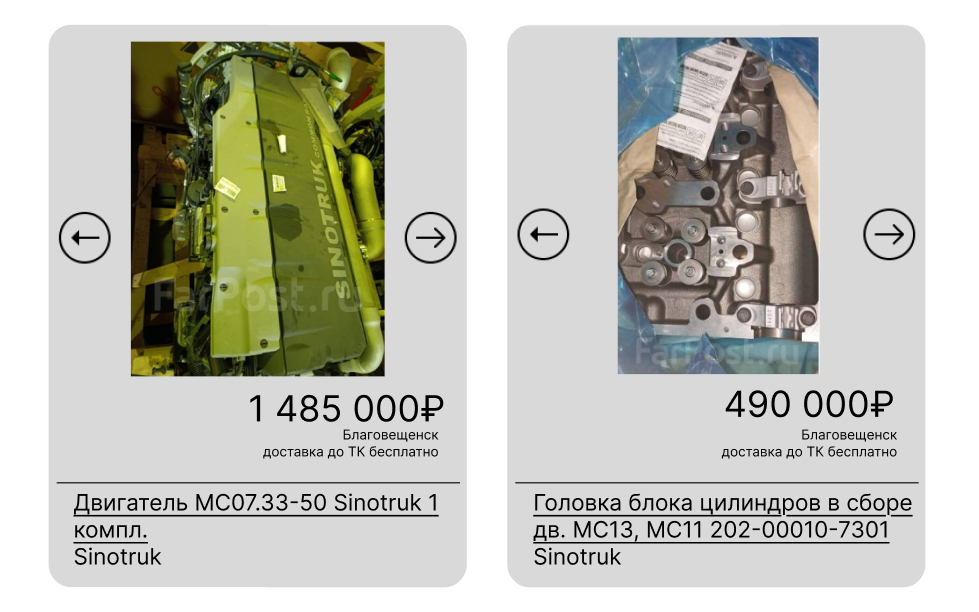 SINOTRUK
FarPost.ru
1 485 000₽
Благовещенск
доставка до ТК бесплатно
Двигатель MC07.33-50 Sinotruk 1
компл.
Sinotruk
FarPost.ru
490 000₽
Благовещенск
доставка до ТК бесплатно
Головка блока цилиндров в сборе
дв. MC13, MC11 202-00010-7301
Sinotruk